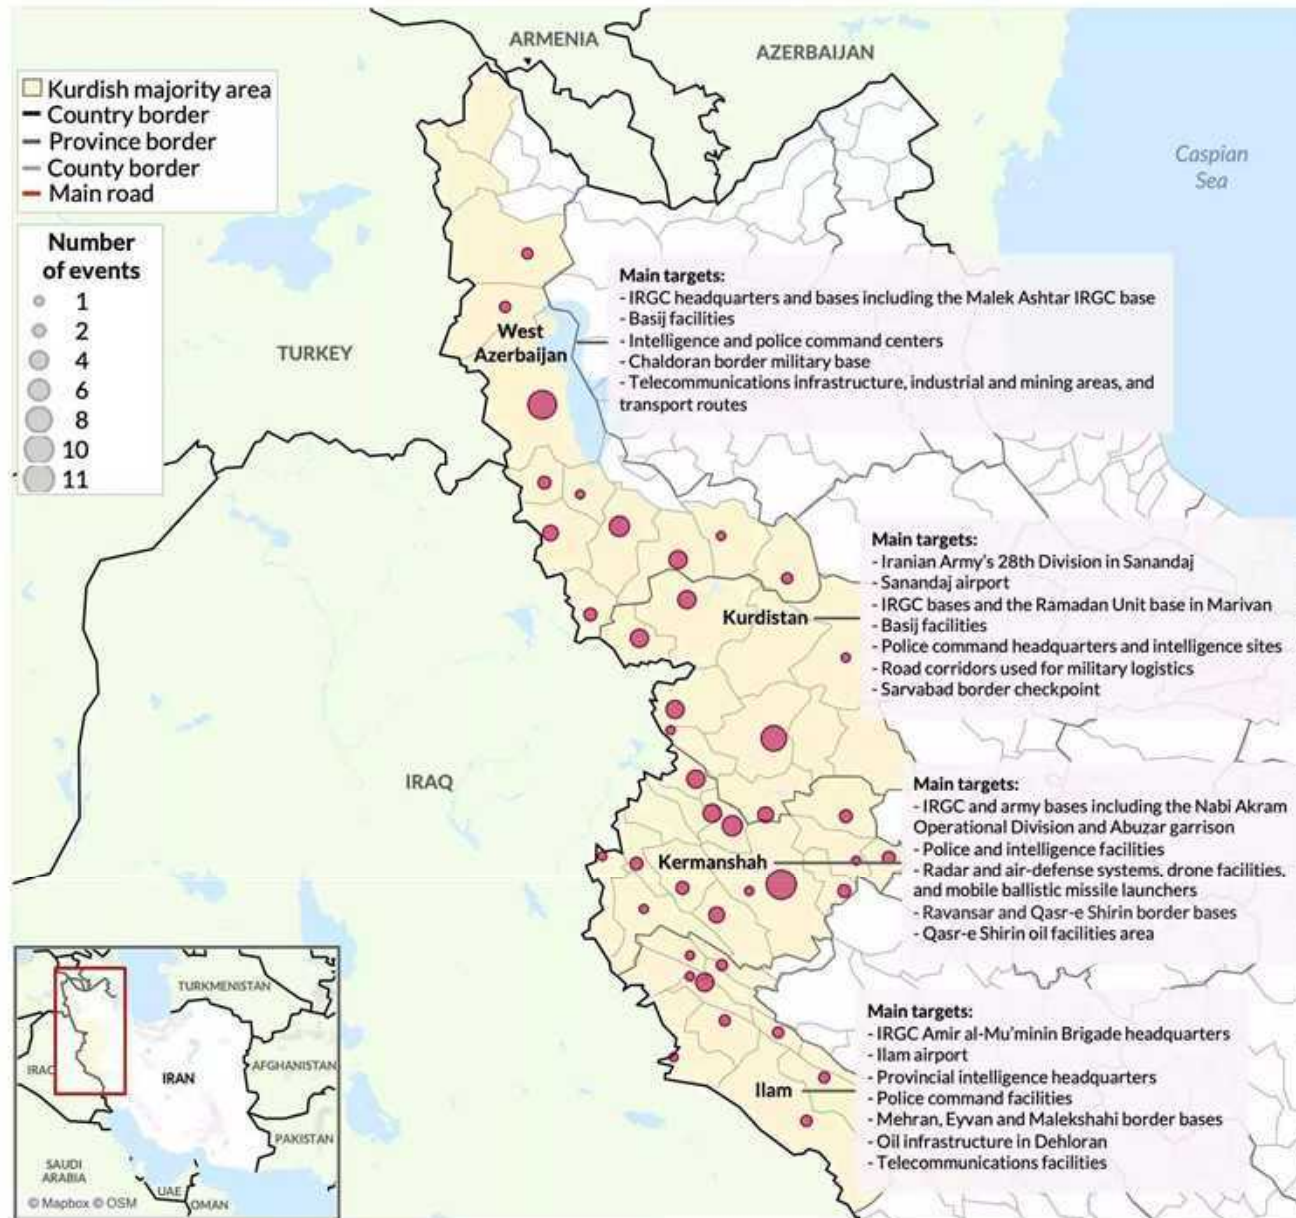 ARMENIA
AZERBAIJAN
Kurdish majority area
Country border
Province border
County border
Main road
Caspian
Sea
Number
of events
1
2
4
6
8
10
11
TURKEY
West
Azerbaijan
Main targets:
- IRGC headquarters and bases including the Malek Ashtar IRGC base
- Basij facilities
- Intelligence and police command centers
- Chaldoran border military base
- Telecommunications infrastructure, industrial and mining areas, and
transport routes
Kurdistan
Main targets:
- Iranian Army's 28th Division in Sanandaj
- Sanandaj airport
- IRGC bases and the Ramadan Unit base in Marivan
- Basij facilities
- Police command headquarters and intelligence sites
- Road corridors used for military logistics
- Sarvabad border checkpoint
IRAQ
Kermanshah
Main targets:
- IRGC and army bases including the Nabi Akram
Operational Division and Abuzar garrison
- Police and intelligence facilities
- Radar and air-defense systems, drone facilities,
and mobile ballistic missile launchers
- Ravansar and Qasr-e Shirin border bases
- Qasr-e Shirin oil facilities area
Ilam
Main targets:
- IRGC Amir al-Mu'minin Brigade headquarters
- Ilam airport
- Provincial intelligence headquarters
- Police command facilities
- Mehran, Eyvan and Malekshahi border bases
- Oil infrastructure in Dehloran
- Telecommunications facilities
TURKMENISTAN
IRAQ
IRAN
AFGHANISTAN
PAKISTAN
SAUDI
ARABIA
UAE
OMAN
© Mapbox © OSM